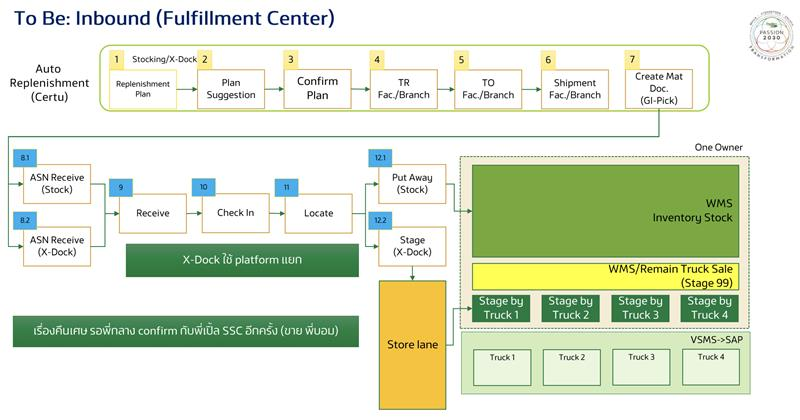 To Be: Inbound (Fulfillment Center)
PASSION
2030
TRANSFORMATION
Auto
Replenishment
(Certu)
1
Stocking/X-Dock
Replenishment
Plan
2
Plan
Suggestion
3
Confirm
Plan
4
TR
Fac./Branch
5
TO
Fac./Branch
6
Shipment
Fac./Branch
7
Create Mat
Doc.
(GI-Pick)
8.1
ASN Receive
(Stock)
8.2
ASN Receive
(X-Dock)
9
Receive
10
Check In
11
Locate
12.1
Put Away
(Stock)
12.2
Stage
(X-Dock)
X-Dock ใช้ platform แยก
เรื่องคืนเศษ รอพี่กลาง confirm กับพี่เปิ้ล SSC อีกครั้ง (ขาย พี่บอม)
Store lane
One Owner
WMS
Inventory Stock
WMS/Remain Truck Sale
(Stage 99)
Stage by
Truck 1
Stage by
Truck 2
Stage by
Truck 3
Stage by
Truck 4
VSMS->SAP
Truck 1
Truck 2
Truck 3
Truck 4